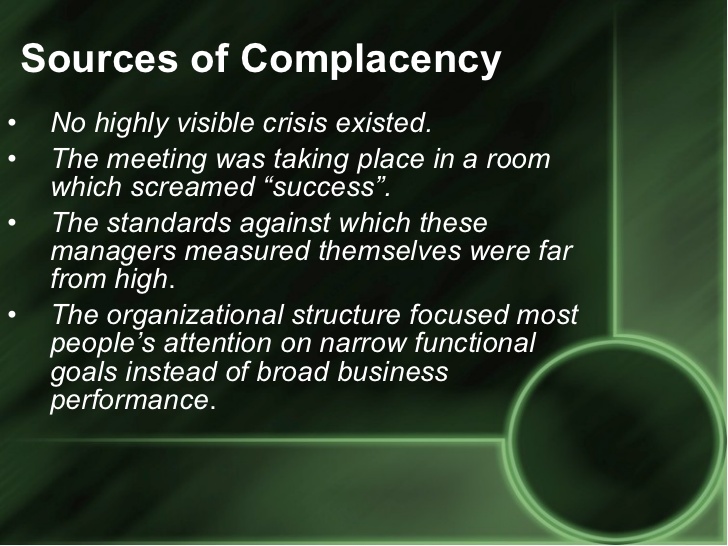 Sources of Complacency
• No highly visible crisis existed.
• The meeting was taking place in a room
which screamed “success”.
• The standards against which these
managers measured themselves were far
from high.
• The organizational structure focused most
people’s attention on narrow functional
goals instead of broad business
performance.